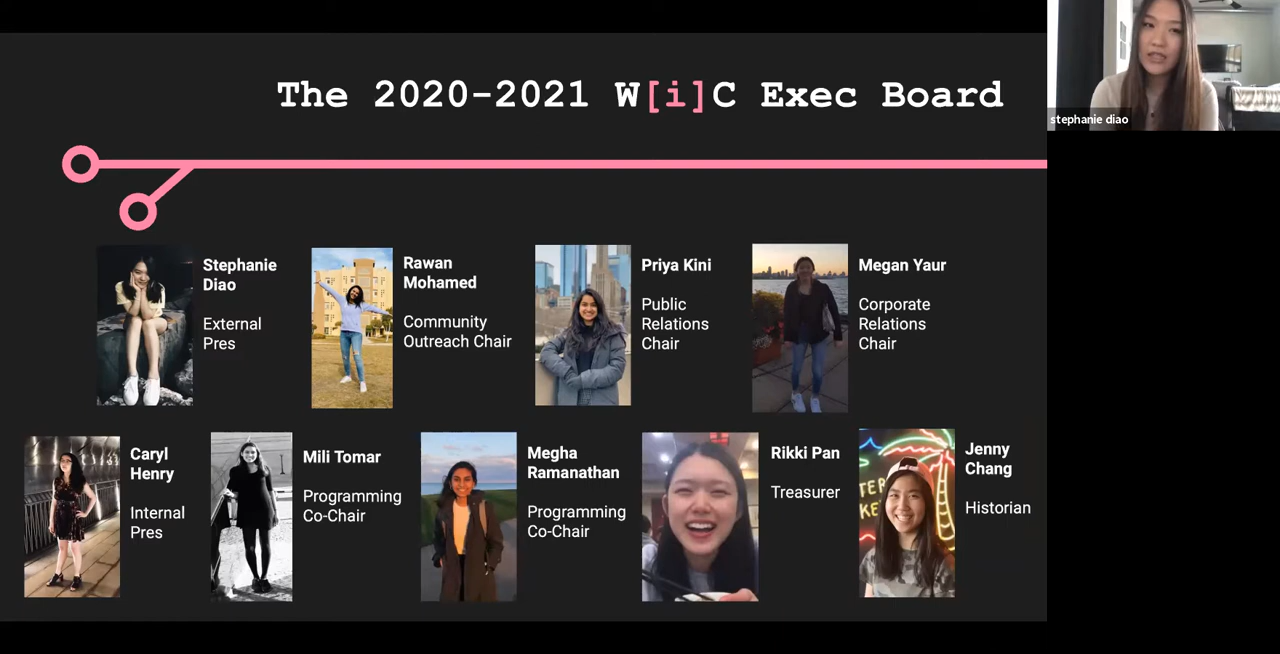 The 2020-2021 W[i]C Exec Board
stephanie diao
Stephanie
Diao
External
Pres
Rawan
Mohamed
Community
Outreach Chair
Priya Kini
Public
Relations
Chair
Megan Yaur
Corporate
Relations
Chair
Caryl
Henry
Internal
Pres
Mili Tomar
Programming
Co-Chair
Megha
Ramanathan
Programming
Co-Chair
Rikki Pan
Treasurer
Jenny
Chang
Historian